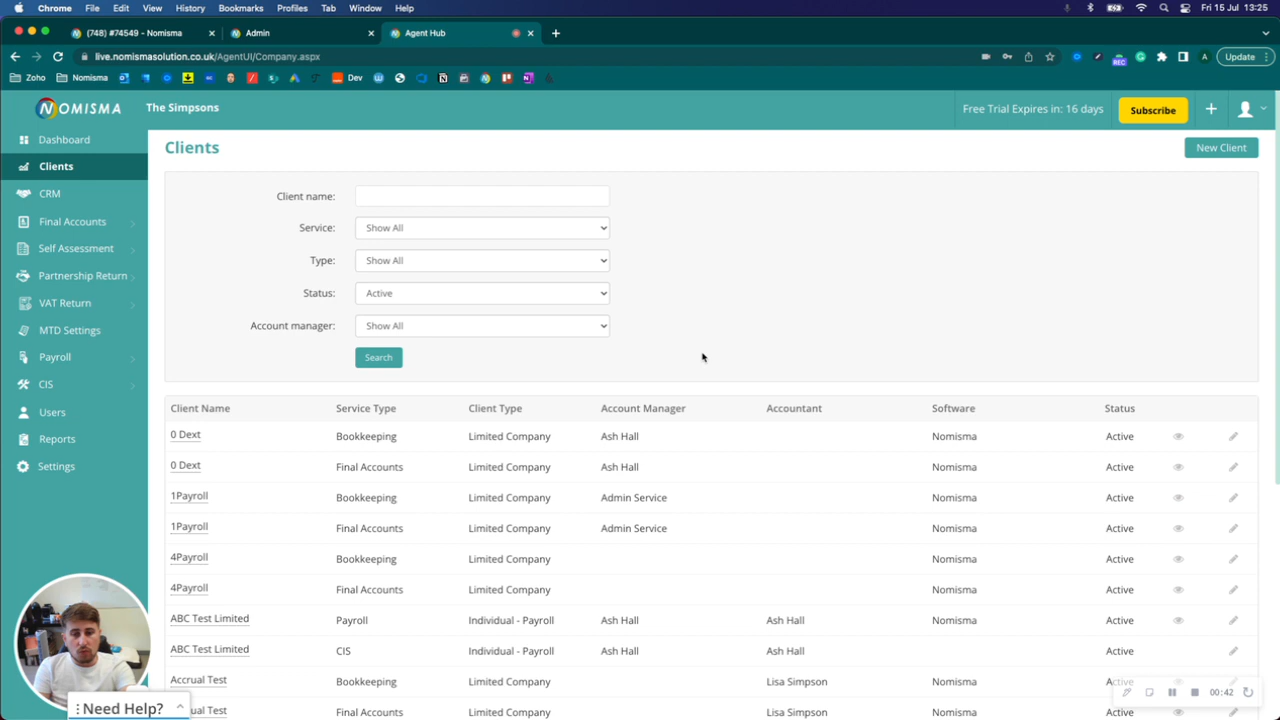 Chrome File Edit View History Bookmarks Profiles Tab Window Help Fri 15 Jul 13:25
(748) #74549 - Nomisma Admin Agent Hub
live.nomismasolution.co.uk/AgentUI/Company.aspx REC A Update
Zoho Nomisma Dev
NOMISMA The Simpsons Free Trial Expires in: 16 days Subscribe
Dashboard
Clients
CRM
Final Accounts
Self Assessment
Partnership Return
VAT Return
MTD Settings
Payroll
CIS
Users
Reports
Settings
Clients New Client
Client name:
Service: Show All
Type: Show All
Status: Active
Account manager: Show All
Search
Client Name Service Type Client Type Account Manager Accountant Software Status
0 Dext Bookkeeping Limited Company Ash Hall Nomisma Active
0 Dext Final Accounts Limited Company Ash Hall Nomisma Active
1Payroll Bookkeeping Limited Company Admin Service Nomisma Active
1Payroll Final Accounts Limited Company Admin Service Nomisma Active
4Payroll Bookkeeping Limited Company Nomisma Active
4Payroll Final Accounts Limited Company Nomisma Active
ABC Test Limited Payroll Individual - Payroll Ash Hall Ash Hall Nomisma Active
ABC Test Limited CIS Individual - Payroll Ash Hall Ash Hall Active
Accrual Test Bookkeeping Limited Company Lisa Simpson Nomisma Active
ual Test Final Accounts Limited Company Lisa Simpson Nomisma Active
00:42
Need Help?